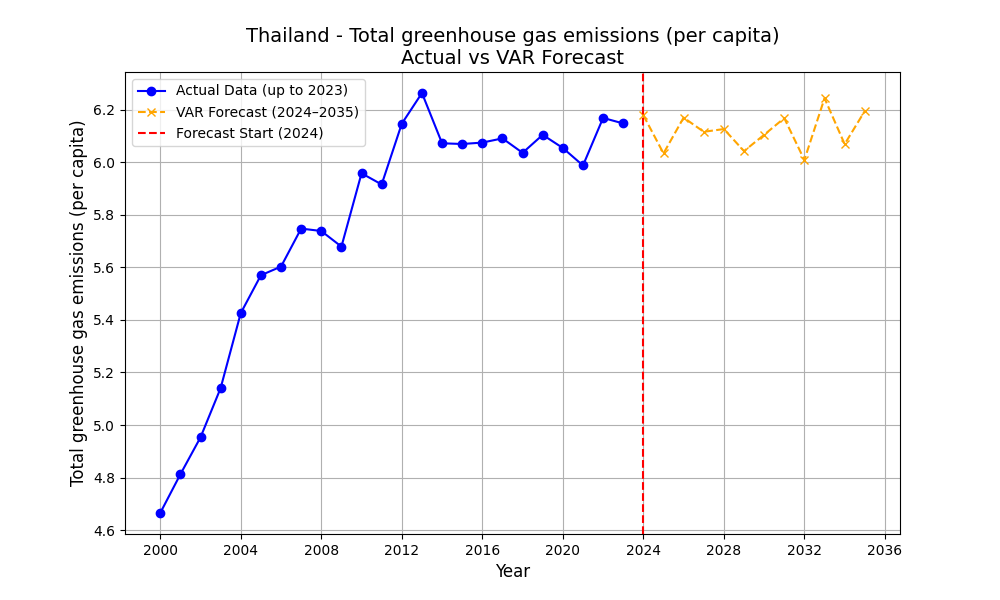 Thailand - Total greenhouse gas emissions (per capita)
Actual vs VAR Forecast
Actual Data (up to 2023)
VAR Forecast (2024–2035)
Forecast Start (2024)
Total greenhouse gas emissions (per capita)
6.2
6.0
5.8
5.6
5.4
5.2
5.0
4.8
4.6
2000 2004 2008 2012 2016 2020 2024 2028 2032 2036
Year